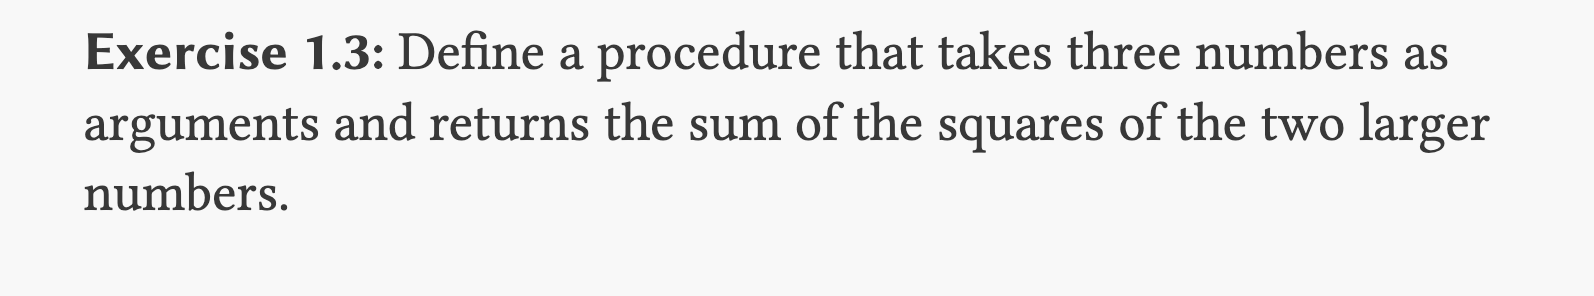 Exercise 1.3: Define a procedure that takes three numbers as
arguments and returns the sum of the squares of the two larger
numbers.